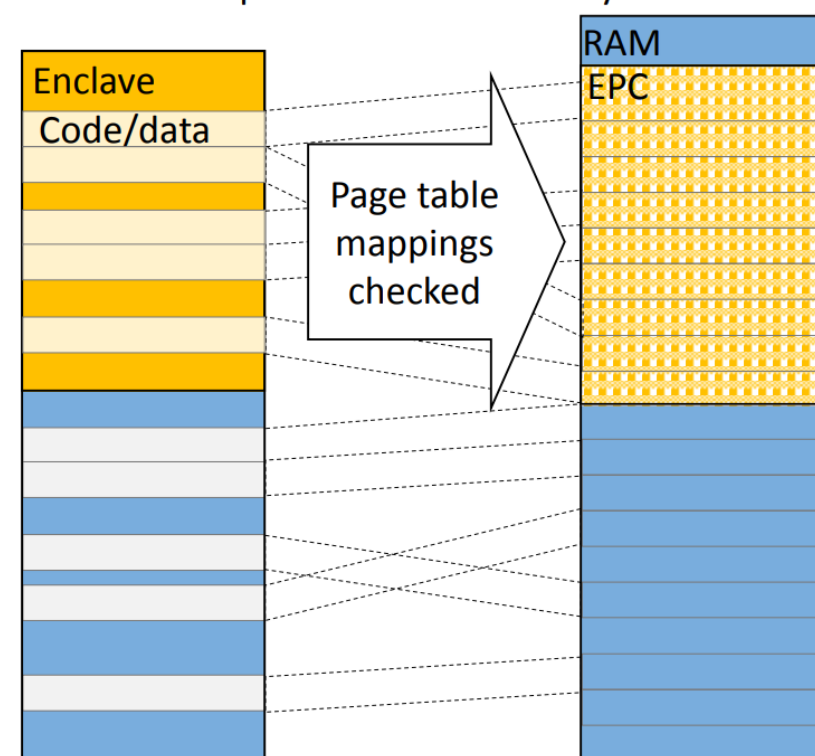 Enclave
Code/data
Page table
mappings
checked
RAM
EPC